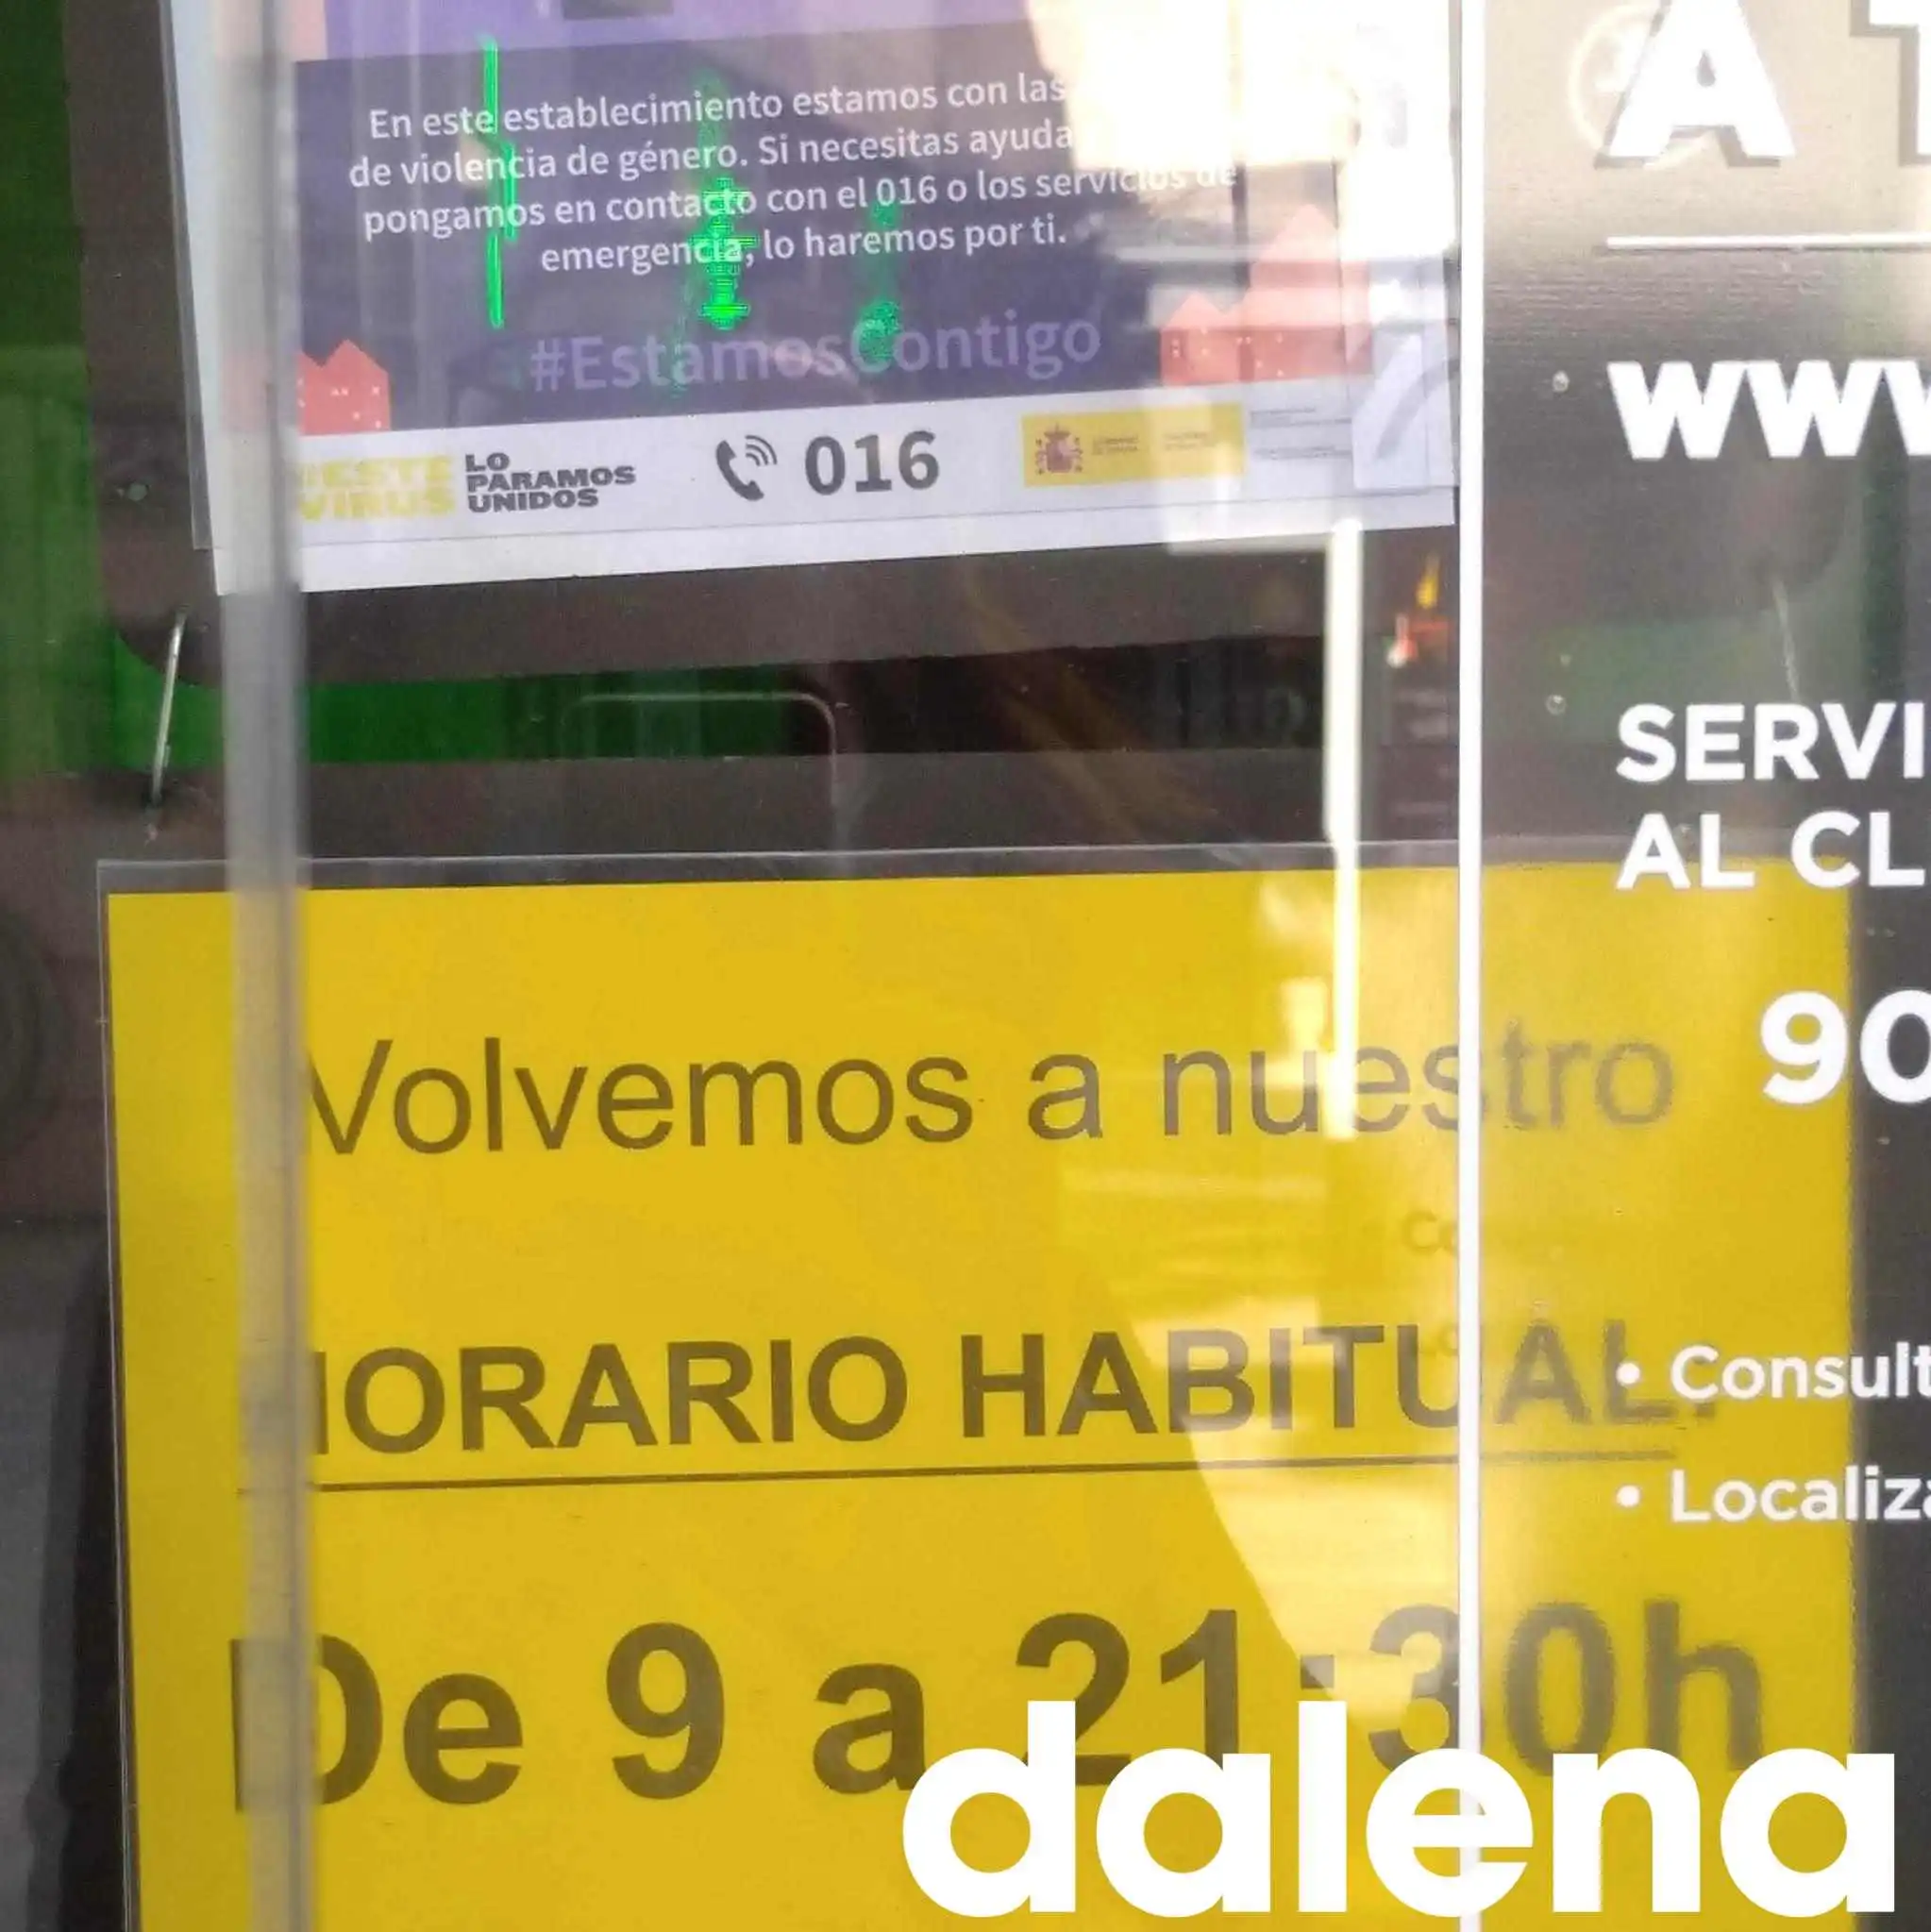 En este establecimiento estamos con las
de violencia de género. Si necesitas ayuda
pongamos en contacto con el 016 o los servicios de
emergencia, lo haremos por ti.
#EstamosContigo
ESTE
VIRUS
LO
PARAMOS
UNIDOS
016
A T
WWW
SERVI
AL CL
90
Volvemos a nuestro
HORARIO HABITUAL.
• Consult
• Localiza
De 9 a 21:30h
dalena